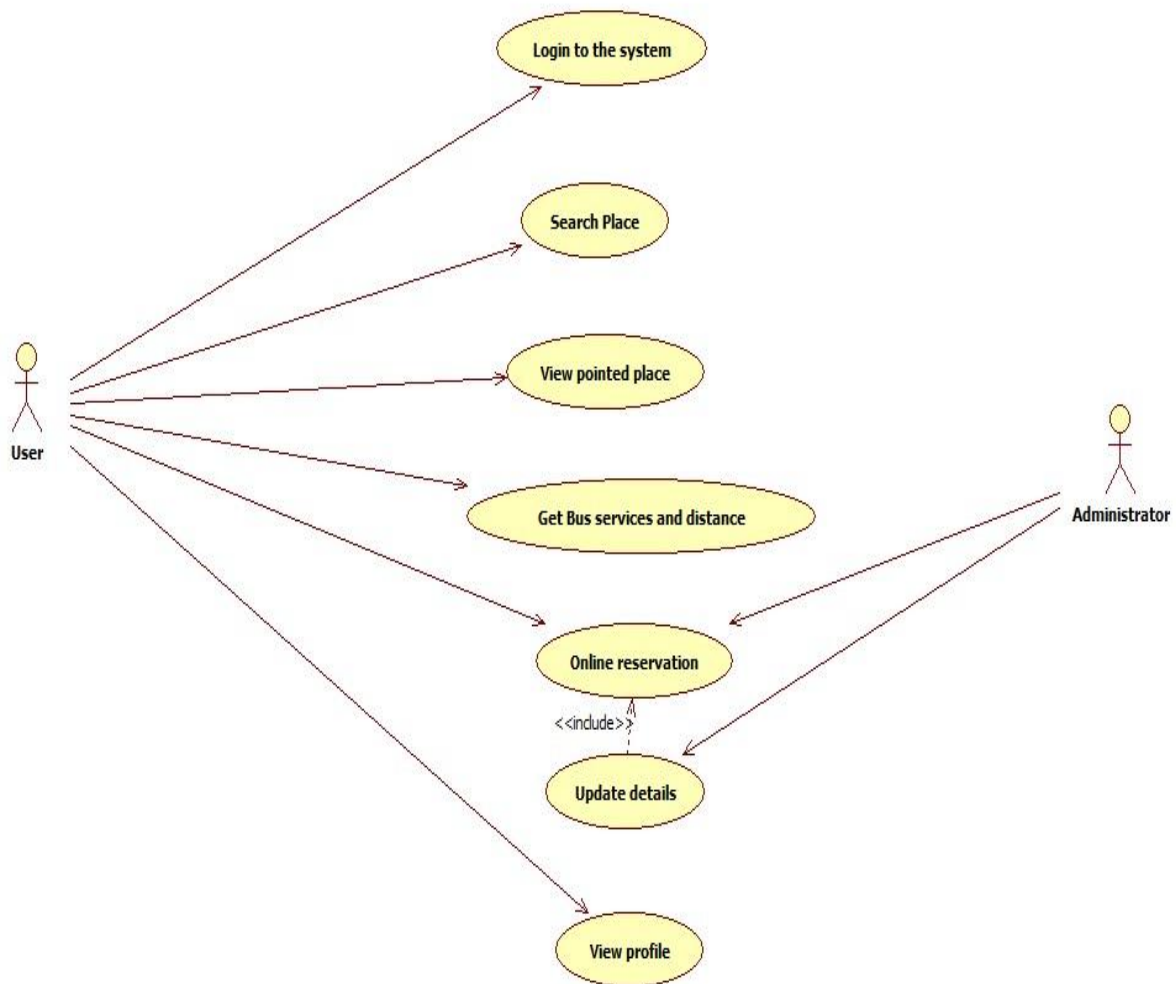 Login to the system
Search Place
View pointed place
User
Administrator
Get Bus services and distance
Online reservation
<<include>>
Update details
View profile